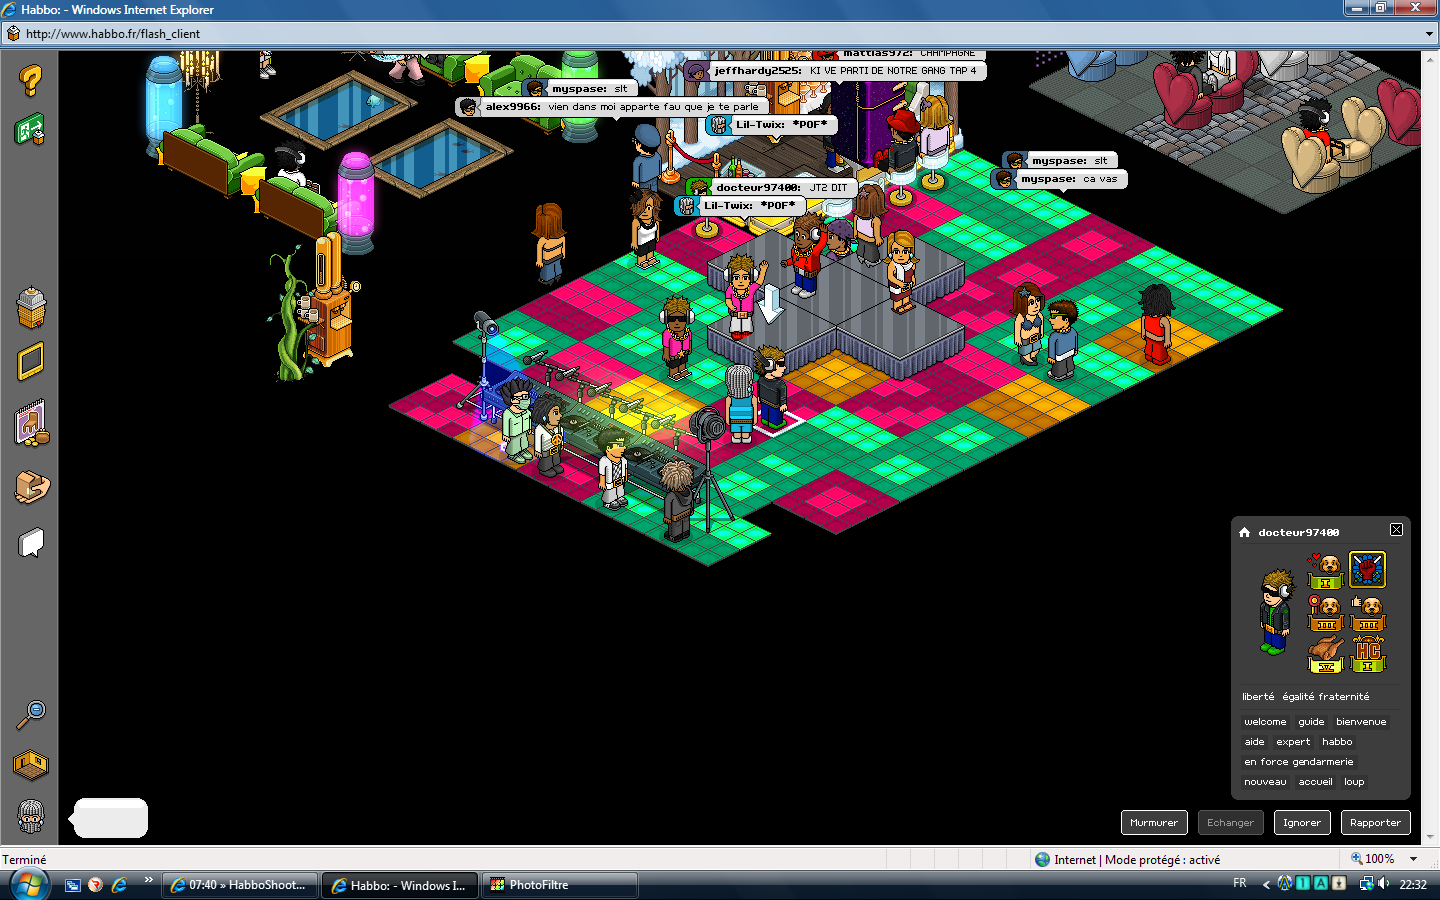 Habbo: - Windows Internet Explorer
http://www.habbo.fr/flash_client
mattias972: CHAMPAGNE
jeffhardy2525: KI VE PARTI DE NOTRE GANG TAP 4
myspase: slt
alex9966: vien dans moi apparte fau que je te parle
Lil-Twix: *POF*
myspase: slt
myspase: ca vas
docteur97400: JT2 DIT
Lil-Twix: *POF*
docteur97400
I
IV
HC
I
liberté égalité fraternité
welcome guide bienvenue
aide expert habbo
en force gendarmerie
nouveau accueil loup
Murmurer Echanger Ignorer Rapporter
Terminé
Internet | Mode protégé : activé
100%
07:40 » HabboShoot...
Habbo: - Windows I...
PhotoFiltre
FR
22:32